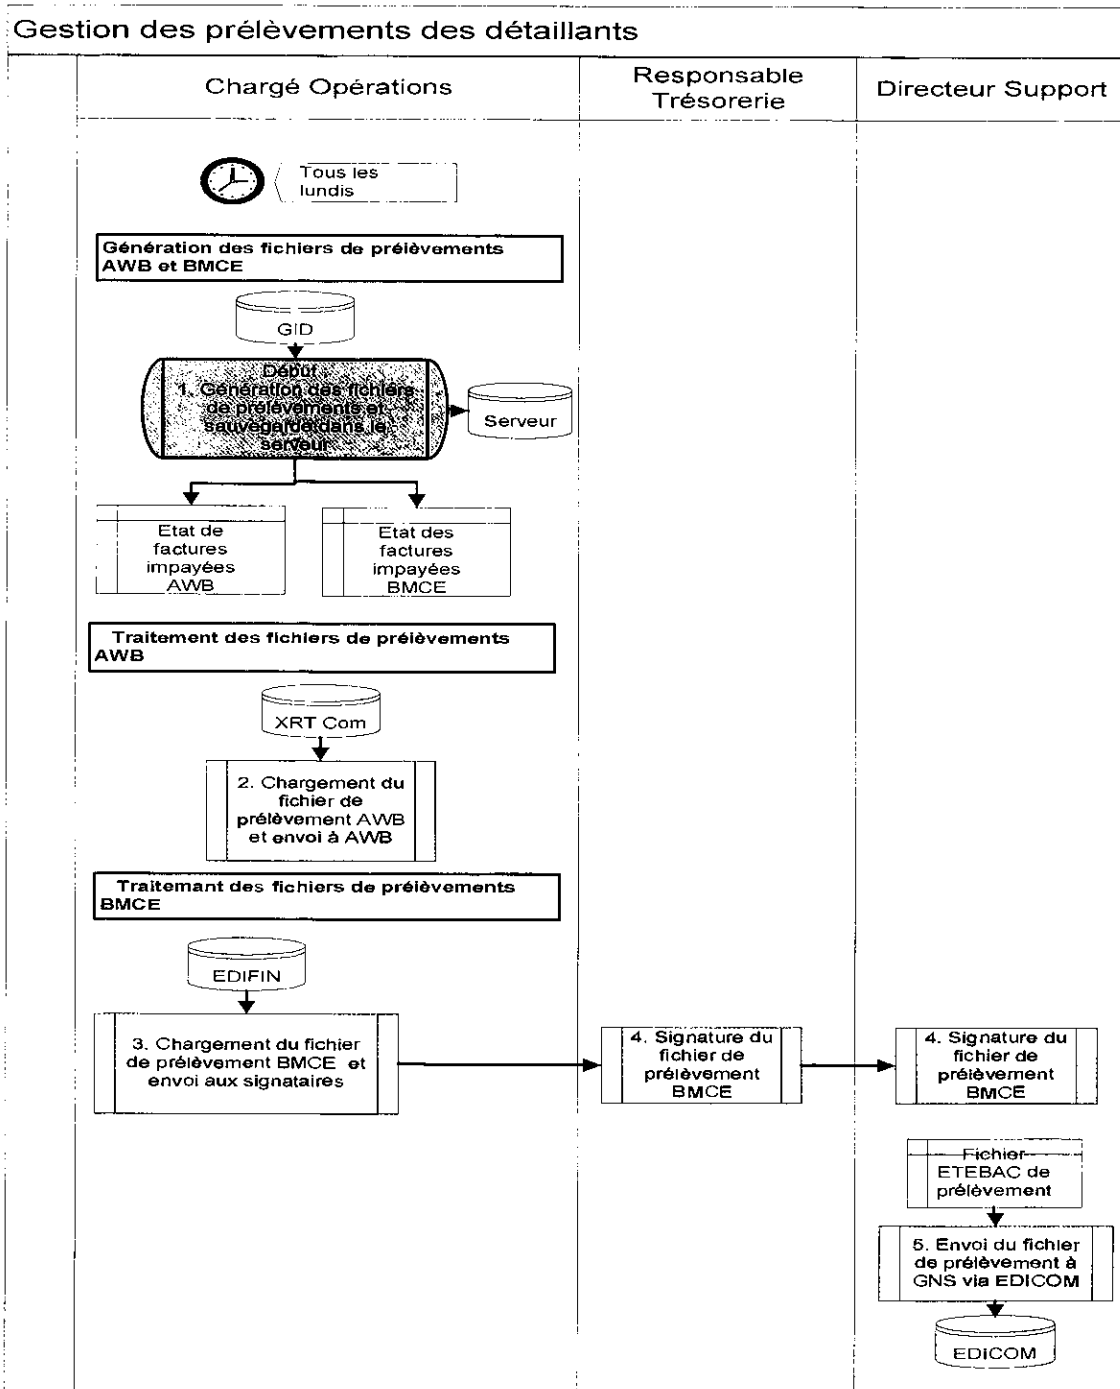 Gestion des prélèvements des détaillants
Chargé Opérations
Responsable
Trésorerie
Directeur Support
Tous les
lundis
Génération des fichiers de prélèvements
AWB et BMCE
GID
Début
1. Génération des fichiers
de prélèvements et
sauvegarde dans le
serveur
Serveur
Etat de
factures
impayées
AWB
Etat des
factures
impayées
BMCE
Traitement des fichiers de prélèvements
AWB
XRT Com
2. Chargement du
fichier de
prélèvement AWB
et envoi à AWB
Traitemant des fichiers de prélèvements
BMCE
EDIFIN
3. Chargement du fichier
de prélèvement BMCE et
envoi aux signataires
4. Signature du
fichier de
prélèvement
BMCE
4. Signature du
fichier de
prélèvement
BMCE
Fichier
ETEBAC de
prélèvement
5. Envoi du fichier
de prélèvement à
GNS via EDICOM
EDICOM